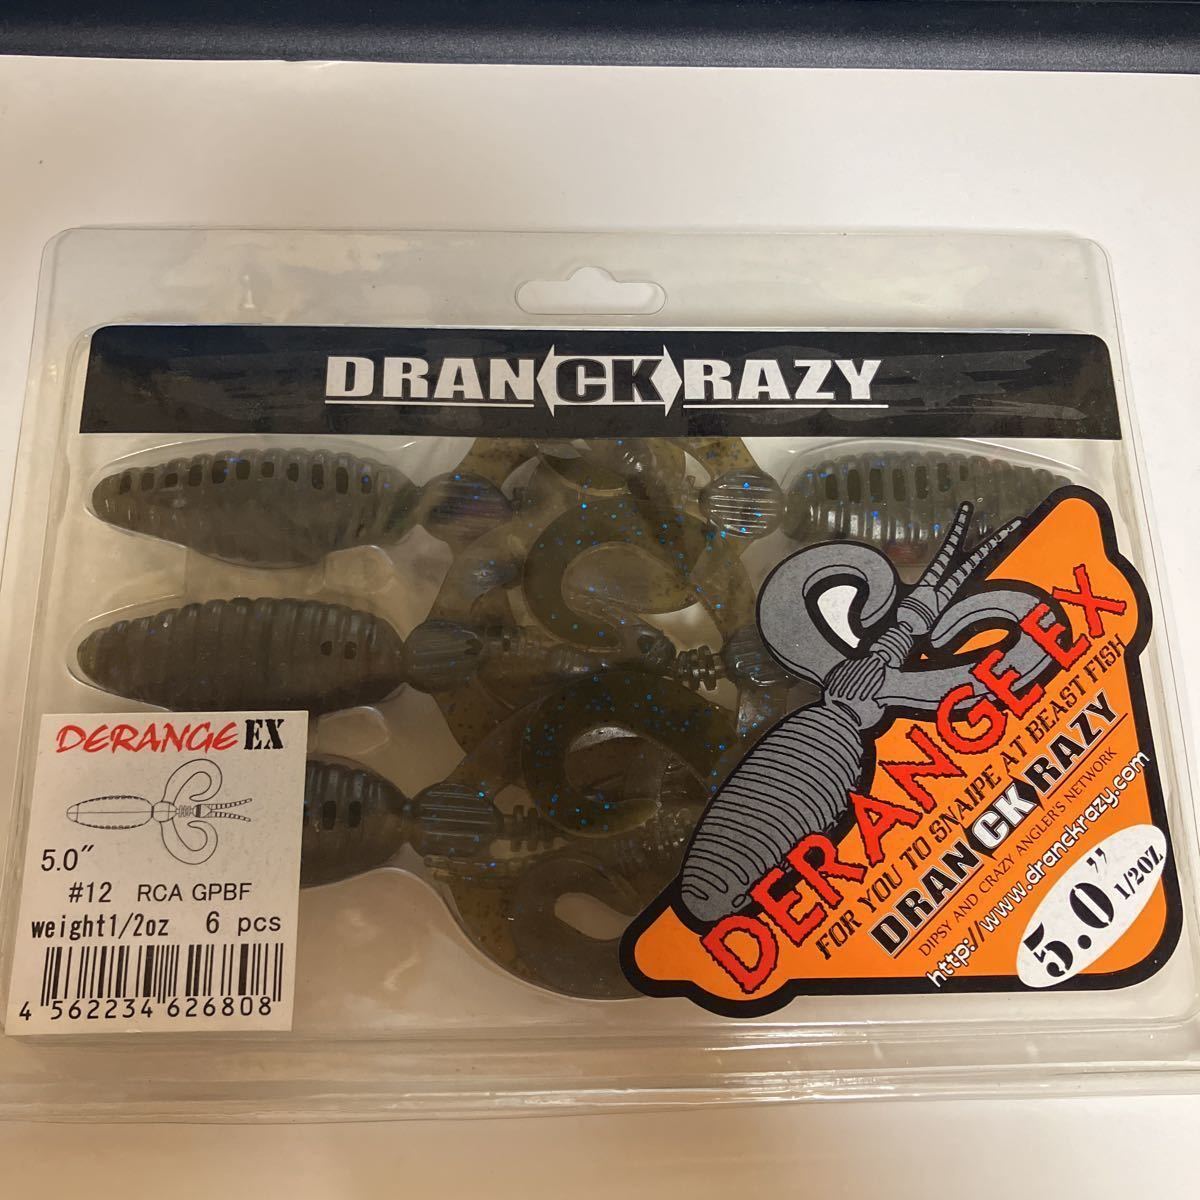 DRANCKRAZY
DERANGE EX
FOR YOU TO SNAIPE AT BEAST FISH
DRANCKRAZY
DIPSY AND CRAZY ANGLER'S NETWORK
http://www.dranckrazy.com
5.0" 1/2OZ.
DERANGE EX
5.0"
#12 RCA GPBF
weight1/2oz 6 pcs
4 562234 626808